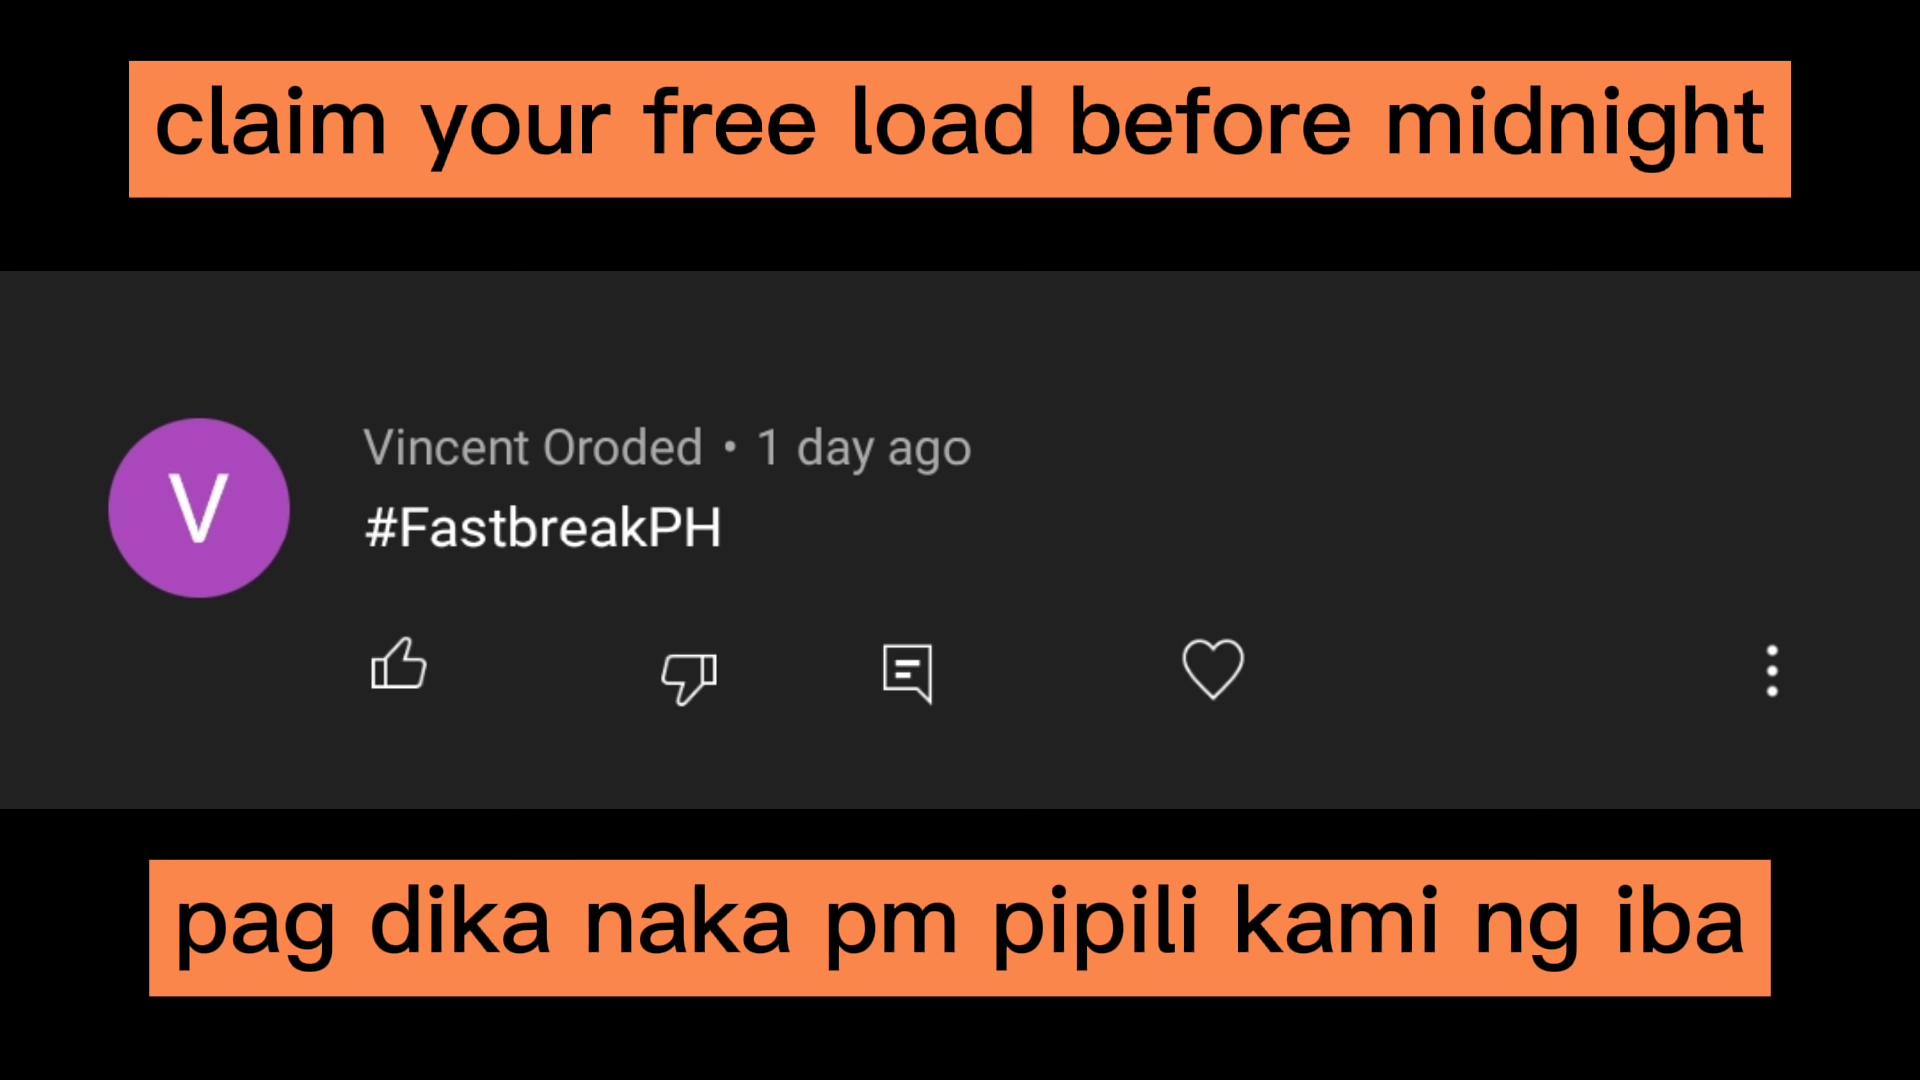 claim your free load before midnight
V
Vincent Oroded • 1 day ago
#FastbreakPH
pag dika naka pm pipili kami ng iba